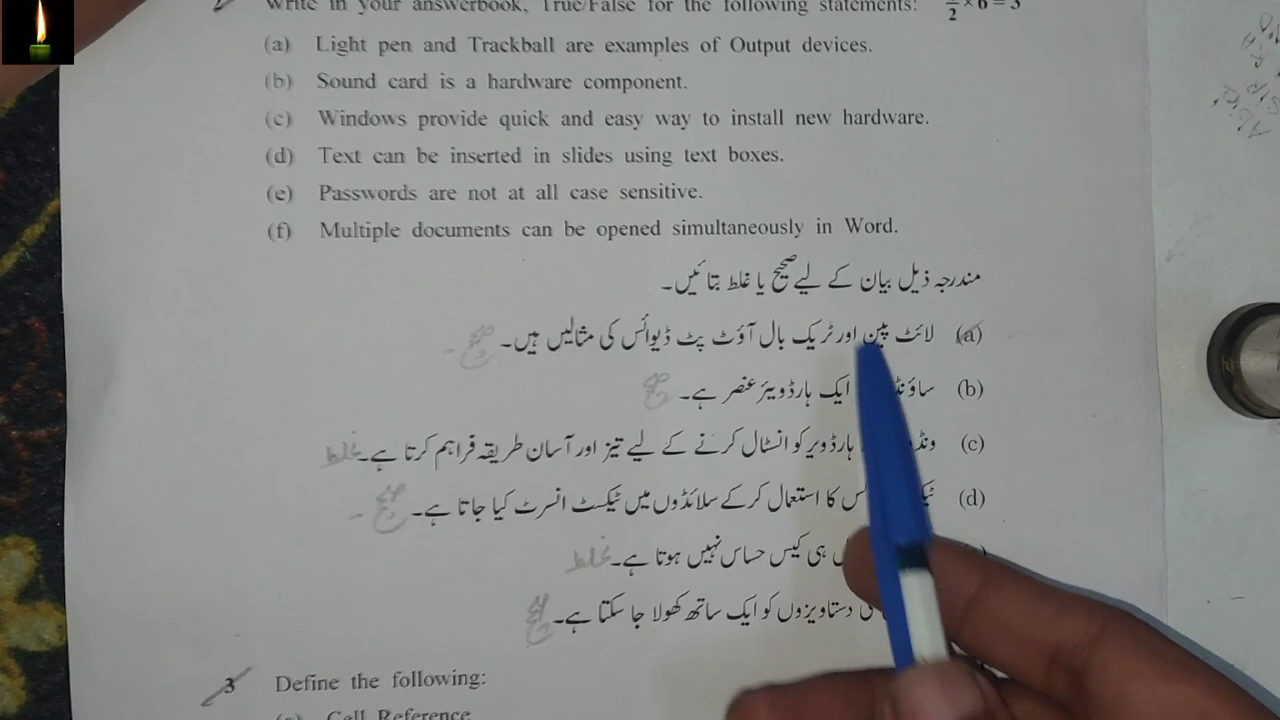 Write in your answerbook, True/False for the following statements: 1/2 × 6 = 3
(a) Light pen and Trackball are examples of Output devices.
(b) Sound card is a hardware component.
(c) Windows provide quick and easy way to install new hardware.
(d) Text can be inserted in slides using text boxes.
(e) Passwords are not at all case sensitive.
(f) Multiple documents can be opened simultaneously in Word.
مندرجہ ذیل بیان کے لیے صحیح یا غلط بتائیں۔
(a) لائٹ پین اور ٹریک بال آؤٹ پٹ ڈیوائس کی مثالیں ہیں۔ صحیح
(b) ایک ہارڈویئر عنصر ہے۔ صحیح
(c) ہارڈویر کو انسٹال کرنے کے لیے تیز اور آسان طریقہ فراہم کرتا ہے۔ غلط
(d) کا استعمال کرکے سلائڈوں میں ٹیکسٹ انسرٹ کیا جاتا ہے۔ صحیح
ہی کیس حساس نہیں ہوتا ہے۔ غلط
دستاویزوں کو ایک ساتھ کھولا جا سکتا ہے۔ صحیح
3 Define the following:
Cell Reference